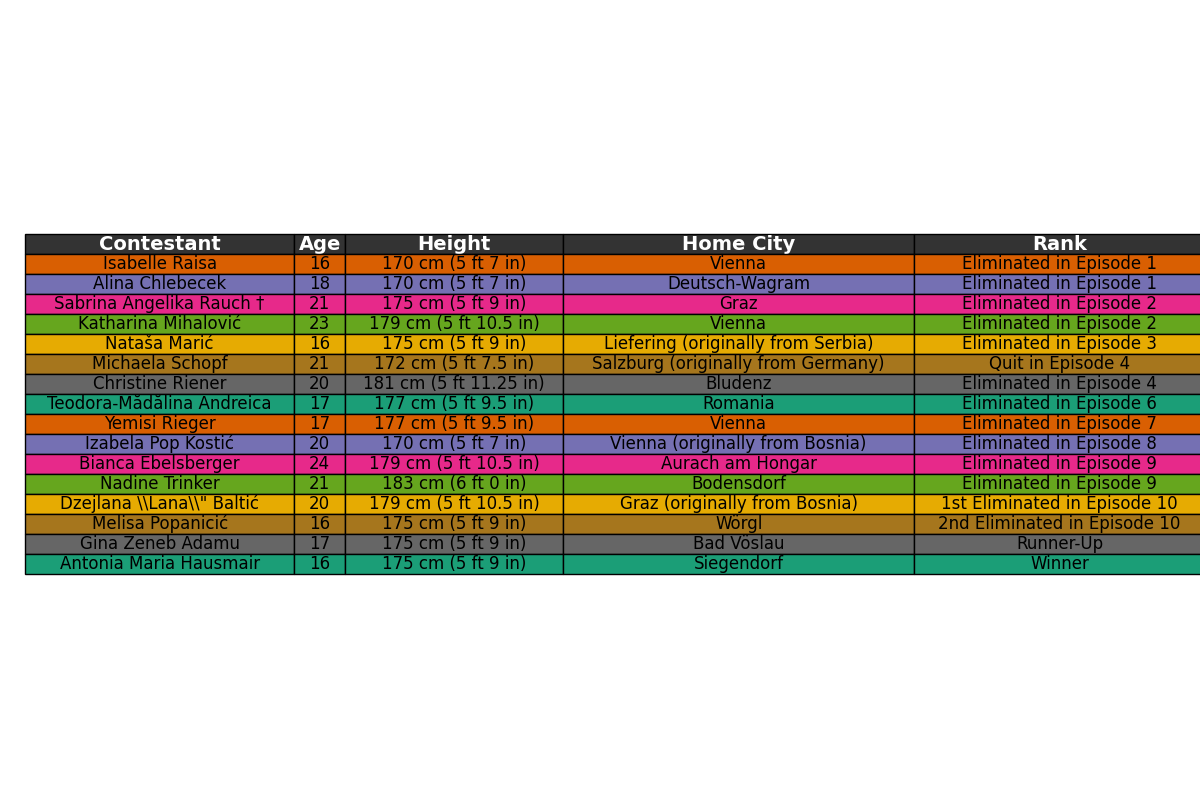 Contestant Age Height Home City Rank
Isabelle Raisa 16 170 cm (5 ft 7 in) Vienna Eliminated in Episode 1
Alina Chlebecek 18 170 cm (5 ft 7 in) Deutsch-Wagram Eliminated in Episode 1
Sabrina Angelika Rauch † 21 175 cm (5 ft 9 in) Graz Eliminated in Episode 2
Katharina Mihalović 23 179 cm (5 ft 10.5 in) Vienna Eliminated in Episode 2
Nataša Marić 16 175 cm (5 ft 9 in) Liefering (originally from Serbia) Eliminated in Episode 3
Michaela Schopf 21 172 cm (5 ft 7.5 in) Salzburg (originally from Germany) Quit in Episode 4
Christine Riener 20 181 cm (5 ft 11.25 in) Bludenz Eliminated in Episode 4
Teodora-Mădălina Andreica 17 177 cm (5 ft 9.5 in) Romania Eliminated in Episode 6
Yemisi Rieger 17 177 cm (5 ft 9.5 in) Vienna Eliminated in Episode 7
Izabela Pop Kostić 20 170 cm (5 ft 7 in) Vienna (originally from Bosnia) Eliminated in Episode 8
Bianca Ebelsberger 24 179 cm (5 ft 10.5 in) Aurach am Hongar Eliminated in Episode 9
Nadine Trinker 21 183 cm (6 ft 0 in) Bodensdorf Eliminated in Episode 9
Dzejlana \\Lana\\" Baltić 20 179 cm (5 ft 10.5 in) Graz (originally from Bosnia) 1st Eliminated in Episode 10
Melisa Popanicić 16 175 cm (5 ft 9 in) Wörgl 2nd Eliminated in Episode 10
Gina Zeneb Adamu 17 175 cm (5 ft 9 in) Bad Vöslau Runner-Up
Antonia Maria Hausmair 16 175 cm (5 ft 9 in) Siegendorf Winner